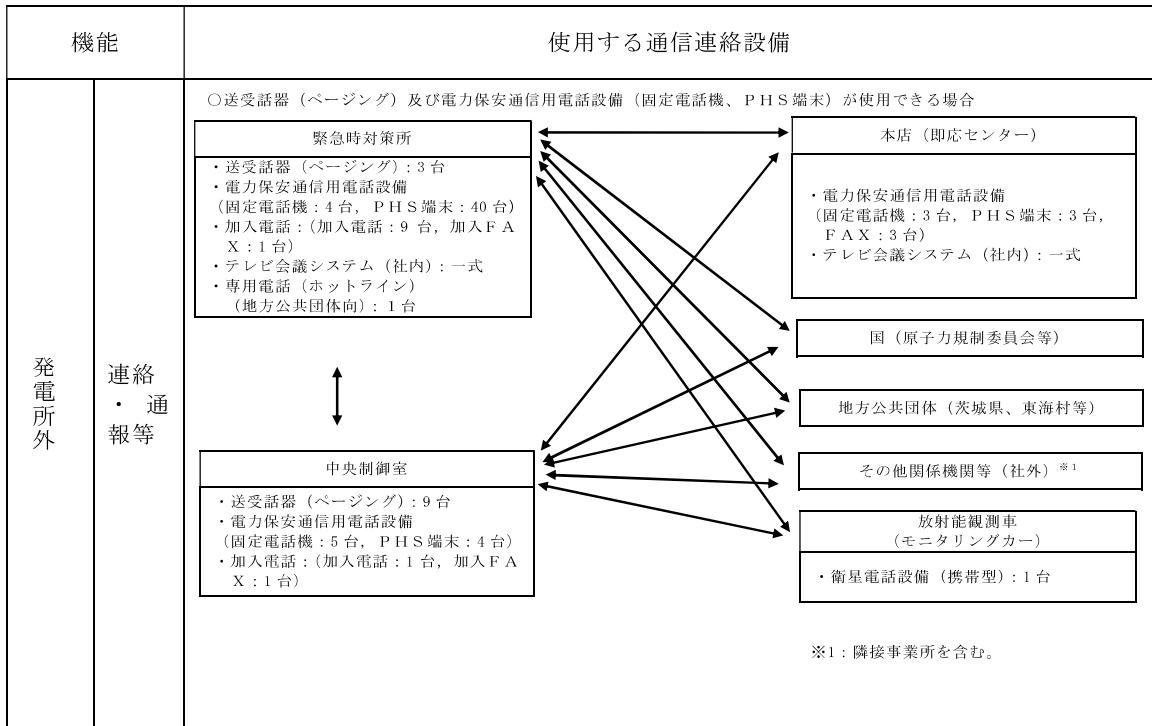 機能
使用する通信連絡設備
発電所外
連絡
・ 通
報等
○送受話器（ページング）及び電力保安通信用電話設備（固定電話機、ＰＨＳ端末）が使用できる場合
緊急時対策所
・送受話器（ページング）：3 台
・電力保安通信用電話設備
（固定電話機：4 台，ＰＨＳ端末：40 台）
・加入電話：（加入電話：9 台，加入ＦＡ
Ｘ：1 台）
・テレビ会議システム（社内）：一式
・専用電話（ホットライン）
（地方公共団体向）：1 台
中央制御室
・送受話器（ページング）：9 台
・電力保安通信用電話設備
（固定電話機：5 台，ＰＨＳ端末：4 台）
・加入電話：（加入電話：1 台，加入ＦＡ
Ｘ：1 台）
本店（即応センター）
・電力保安通信用電話設備
（固定電話機：3 台，ＰＨＳ端末：3 台，
ＦＡＸ：3 台）
・テレビ会議システム（社内）：一式
国（原子力規制委員会等）
地方公共団体（茨城県、東海村等）
その他関係機関等（社外）※1
放射能観測車
（モニタリングカー）
・衛星電話設備（携帯型）：1 台
※1：隣接事業所を含む。